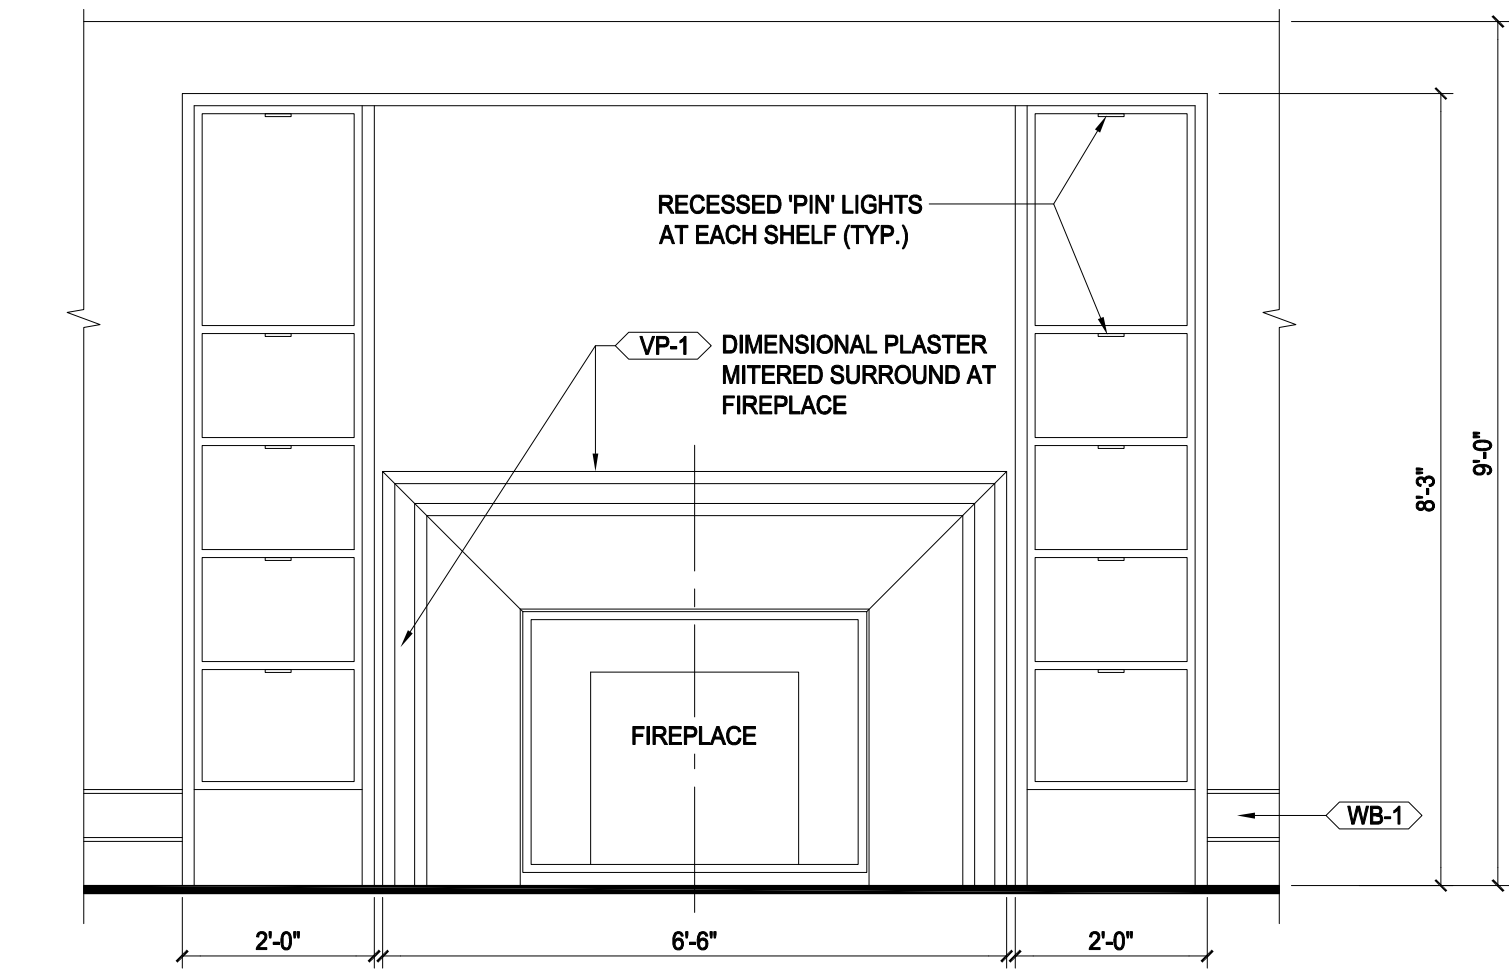 RECESSED 'PIN' LIGHTS
AT EACH SHELF (TYP.)
VP-1
DIMENSIONAL PLASTER
MITERED SURROUND AT
FIREPLACE
9'-0"
8'-3"
FIREPLACE
WB-1
2'-0"
6'-6"
2'-0"